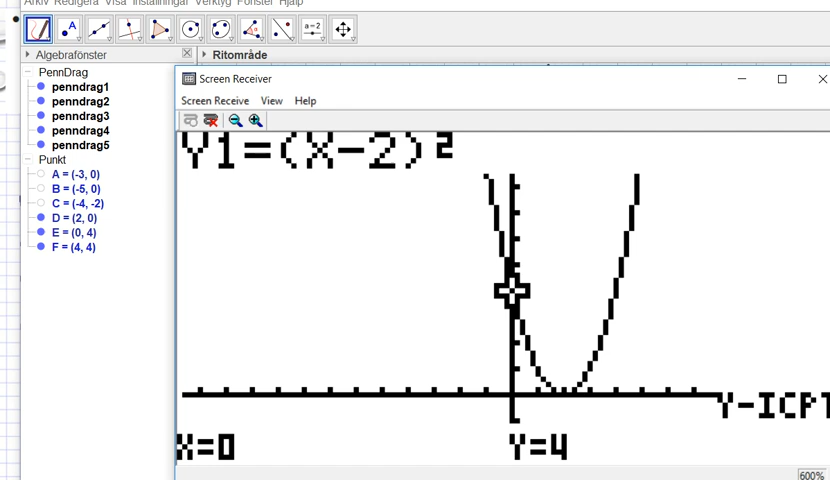 Arkiv Redigera Visa Inställningar Verktyg Fönster Hjälp
A
a=2
Algebrafönster
Ritområde
PennDrag
penndrag1
penndrag2
penndrag3
penndrag4
penndrag5
Punkt
A = (-3, 0)
B = (-5, 0)
C = (-4, -2)
D = (2, 0)
E = (0, 4)
F = (4, 4)
Screen Receiver
Screen Receive View Help
Y1=(X-2)²
Y-ICPT
X=0 Y=4
600%